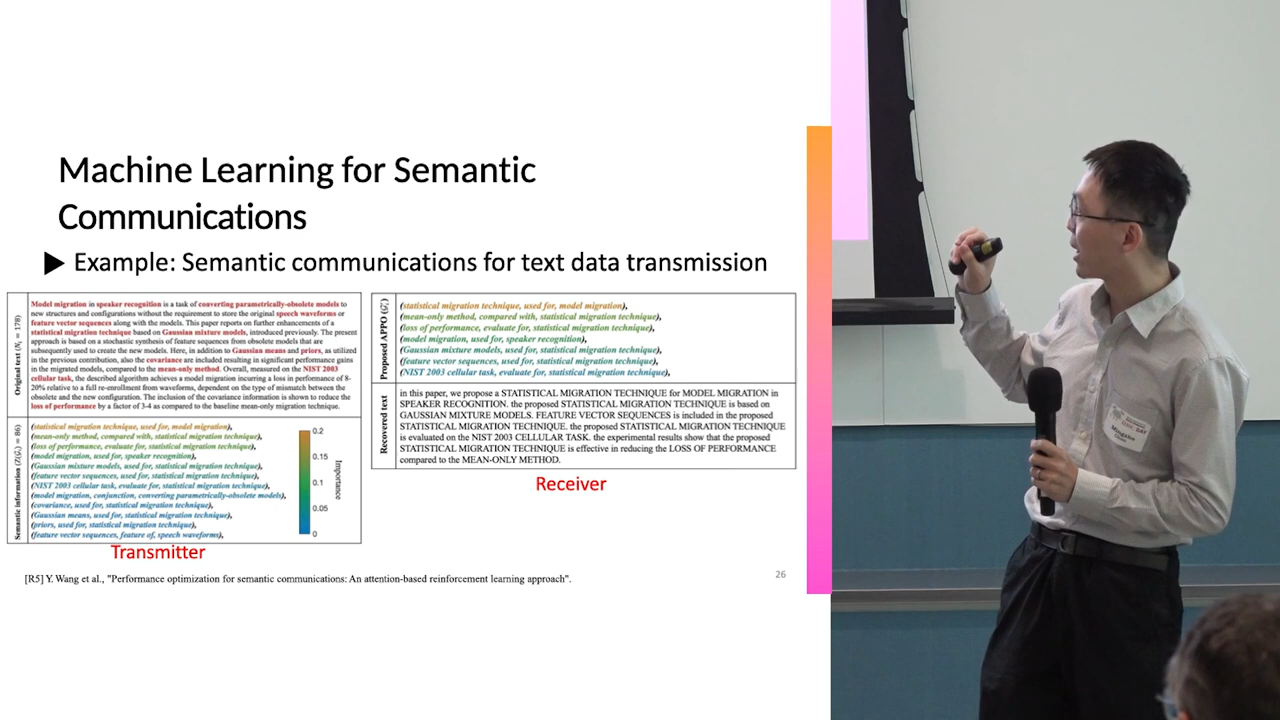 Machine Learning for Semantic
Communications
▶ Example: Semantic communications for text data transmission
Original text (N_i = 178)
Model migration in speaker recognition is a task of converting parametrically-obsolete models to
new structures and configurations without the requirement to store the original speech waveforms or
feature vector sequences along with the models. This paper reports on further enhancements of a
statistical migration technique based on Gaussian mixture models, introduced previously. The present
approach is based on a stochastic synthesis of feature sequences from obsolete models that are
subsequently used to create the new models. Here, in addition to Gaussian means and priors, as utilized
in the previous contribution, also the covariance are included resulting in significant performance gains
in the migrated models, compared to the mean-only method. Overall, measured on the NIST 2003
cellular task, the described algorithm achieves a model migration incurring a loss in performance of 8-
20% relative to a full re-enrollment from waveforms, dependent on the type of mismatch between the
obsolete and the new configuration. The inclusion of the covariance information is shown to reduce the
loss of performance by a factor of 3-4 as compared to the baseline mean-only migration technique.
Semantic information
(statistical migration technique, used for, model migration),
(mean-only method, compared with, statistical migration technique),
(loss of performance, evaluate for, statistical migration technique),
(model migration, used for, speaker recognition),
(Gaussian mixture models, used for, statistical migration technique),
(feature vector sequences, used for, statistical migration technique),
(NIST 2003 cellular task, evaluate for, statistical migration technique),
(model migration, conjunction, converting parametrically-obsolete models),
(covariance, used for, statistical migration technique),
(Gaussian means, used for, statistical migration technique),
(priors, used for, statistical migration technique),
(feature vector sequences, feature of, speech waveforms),
0.2
0.15
0.1
0.05
0
Importance
Transmitter
Proposed APPO
(statistical migration technique, used for, model migration),
(mean-only method, compared with, statistical migration technique),
(loss of performance, evaluate for, statistical migration technique),
(model migration, used for, speaker recognition),
(Gaussian mixture models, used for, statistical migration technique),
(feature vector sequences, used for, statistical migration technique),
(NIST 2003 cellular task, evaluate for, statistical migration technique),
Recovered text
in this paper, we propose a STATISTICAL MIGRATION TECHNIQUE for MODEL MIGRATION in
SPEAKER RECOGNITION. the proposed STATISTICAL MIGRATION TECHNIQUE is based on
GAUSSIAN MIXTURE MODELS. FEATURE VECTOR SEQUENCES is included in the proposed
STATISTICAL MIGRATION TECHNIQUE. the proposed STATISTICAL MIGRATION TECHNIQUE
is evaluated on the NIST 2003 CELLULAR TASK. the experimental results show that the proposed
STATISTICAL MIGRATION TECHNIQUE is effective in reducing the LOSS OF PERFORMANCE
compared to the MEAN-ONLY METHOD.
Receiver
[R5] Y. Wang et al., "Performance optimization for semantic communications: An attention-based reinforcement learning approach".
26